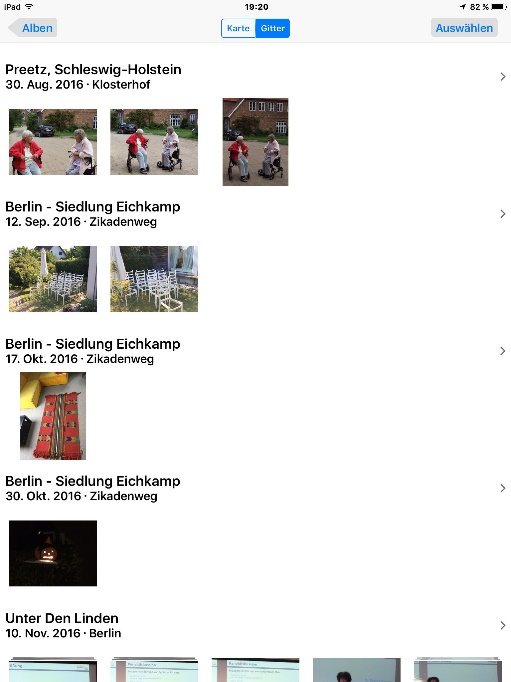 iPad 19:20 82 %
Alben Karte Gitter Auswählen
Preetz, Schleswig-Holstein
30. Aug. 2016 · Klosterhof
Berlin - Siedlung Eichkamp
12. Sep. 2016 · Zikadenweg
Berlin - Siedlung Eichkamp
17. Okt. 2016 · Zikadenweg
Berlin - Siedlung Eichkamp
30. Okt. 2016 · Zikadenweg
Unter Den Linden
10. Nov. 2016 · Berlin